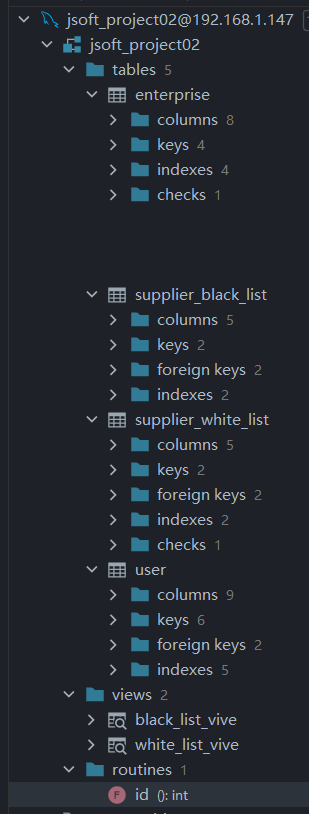 jsoft_project02@192.168.1.147
jsoft_project02
tables 5
enterprise
columns 8
keys 4
indexes 4
checks 1
supplier_black_list
columns 5
keys 2
foreign keys 2
indexes 2
supplier_white_list
columns 5
keys 2
foreign keys 2
indexes 2
checks 1
user
columns 9
keys 6
foreign keys 2
indexes 5
views 2
black_list_vive
white_list_vive
routines 1
F id (): int